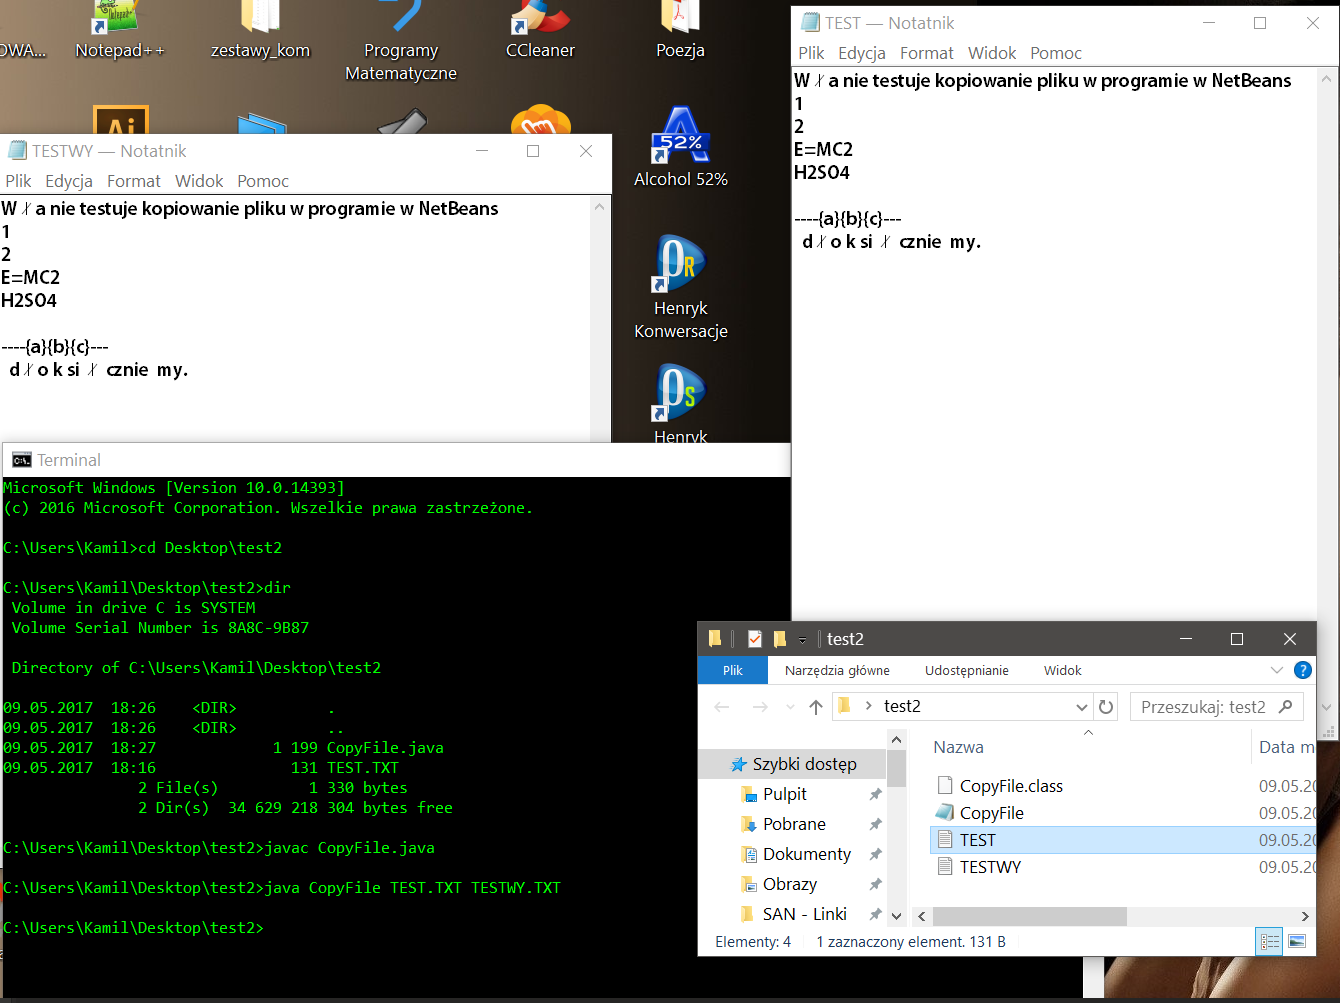 OWA...
Notepad++
zestawy_kom
Programy
Matematyczne
CCleaner
Poezja
Ai
52%
Alcohol 52%
Henryk
Konwersacje
Henryk
TESTWY — Notatnik
Plik Edycja Format Widok Pomoc
W a nie testuje kopiowanie pliku w programie w NetBeans
1
2
E=MC2
H2SO4
----{a}{b}{c}---
d o k si cznie my.
TEST — Notatnik
Plik Edycja Format Widok Pomoc
W a nie testuje kopiowanie pliku w programie w NetBeans
1
2
E=MC2
H2SO4
----{a}{b}{c}---
d o k si cznie my.
Terminal
Microsoft Windows [Version 10.0.14393]
(c) 2016 Microsoft Corporation. Wszelkie prawa zastrzeżone.
C:\Users\Kamil>cd Desktop\test2
C:\Users\Kamil\Desktop\test2>dir
Volume in drive C is SYSTEM
Volume Serial Number is 8A8C-9B87
Directory of C:\Users\Kamil\Desktop\test2
09.05.2017 18:26 <DIR> .
09.05.2017 18:26 <DIR> ..
09.05.2017 18:27 1 199 CopyFile.java
09.05.2017 18:16 131 TEST.TXT
2 File(s) 1 330 bytes
2 Dir(s) 34 629 218 304 bytes free
C:\Users\Kamil\Desktop\test2>javac CopyFile.java
C:\Users\Kamil\Desktop\test2>java CopyFile TEST.TXT TESTWY.TXT
C:\Users\Kamil\Desktop\test2>
test2
Plik Narzędzia główne Udostępnianie Widok
test2
Przeszukaj: test2
Szybki dostęp
Pulpit
Pobrane
Dokumenty
Obrazy
SAN - Linki
Nazwa Data m
CopyFile.class 09.05.20
CopyFile 09.05.20
TEST 09.05.20
TESTWY 09.05.20
Elementy: 4 1 zaznaczony element. 131 B